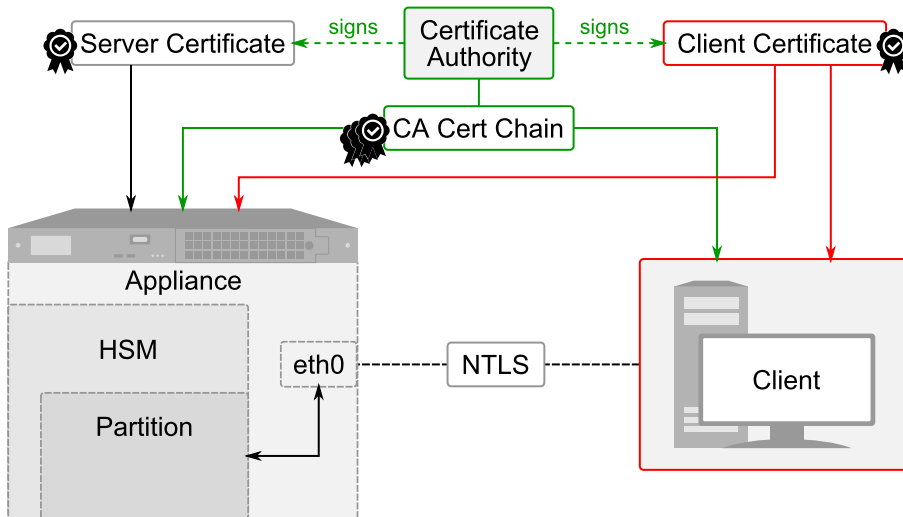 signs
signs
Server Certificate
Certificate
Authority
Client Certificate
CA Cert Chain
Appliance
HSM
eth0
NTLS
Client
Partition